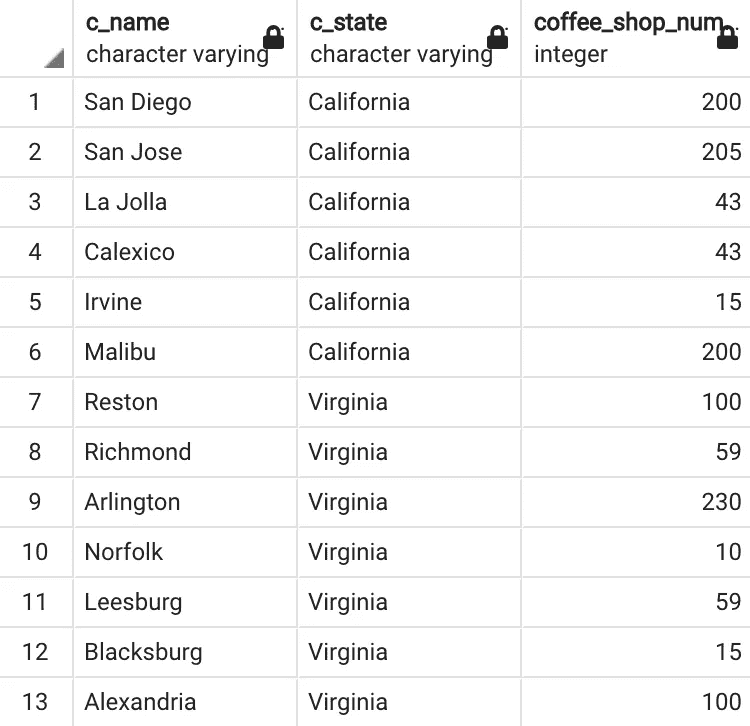 c_name c_state coffee_shop_num
character varying character varying integer
1 San Diego California 200
2 San Jose California 205
3 La Jolla California 43
4 Calexico California 43
5 Irvine California 15
6 Malibu California 200
7 Reston Virginia 100
8 Richmond Virginia 59
9 Arlington Virginia 230
10 Norfolk Virginia 10
11 Leesburg Virginia 59
12 Blacksburg Virginia 15
13 Alexandria Virginia 100